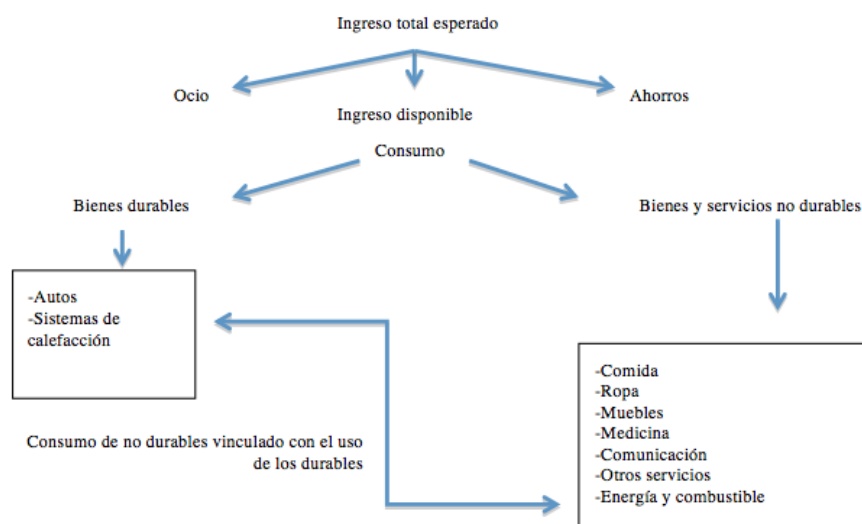 Ingreso total esperado
Ocio
Ahorros
Ingreso disponible
Consumo
Bienes durables
Bienes y servicios no durables
-Autos
-Sistemas de
calefacción
-Comida
-Ropa
-Muebles
-Medicina
-Comunicación
-Otros servicios
-Energía y combustible
Consumo de no durables vinculado con el uso
de los durables